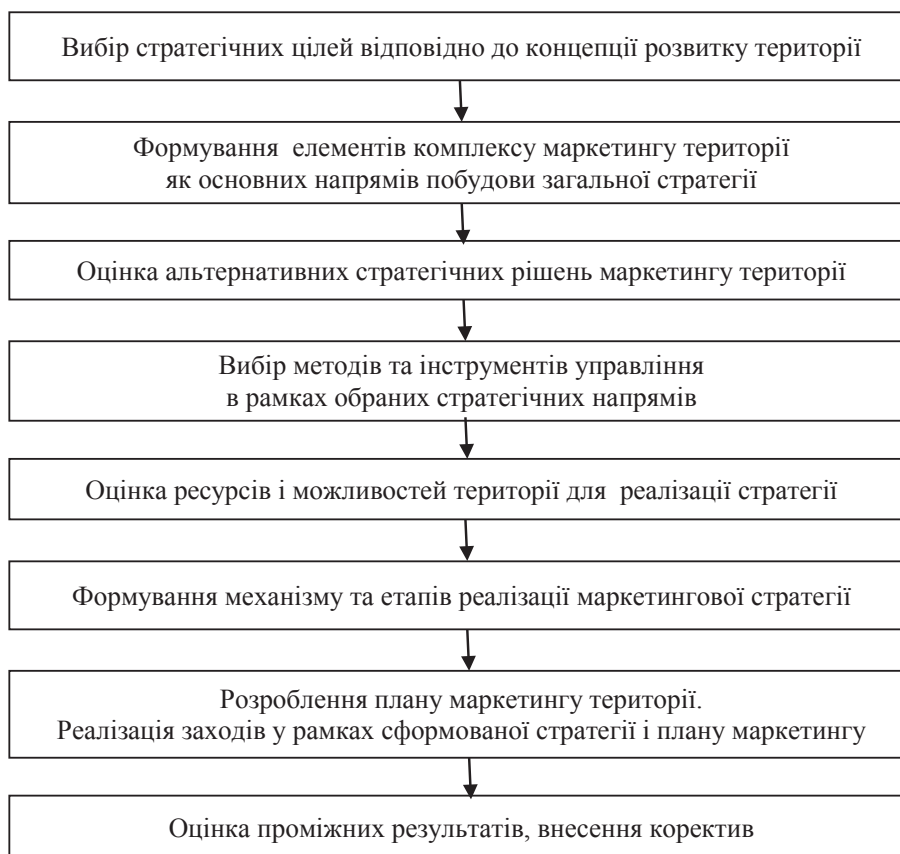 Вибір стратегічних цілей відповідно до концепції розвитку території
Формування елементів комплексу маркетингу території
як основних напрямів побудови загальної стратегії
Оцінка альтернативних стратегічних рішень маркетингу території
Вибір методів та інструментів управління
в рамках обраних стратегічних напрямів
Оцінка ресурсів і можливостей території для реалізації стратегії
Формування механізму та етапів реалізації маркетингової стратегії
Розроблення плану маркетингу території.
Реалізація заходів у рамках сформованої стратегії і плану маркетингу
Оцінка проміжних результатів, внесення коректив